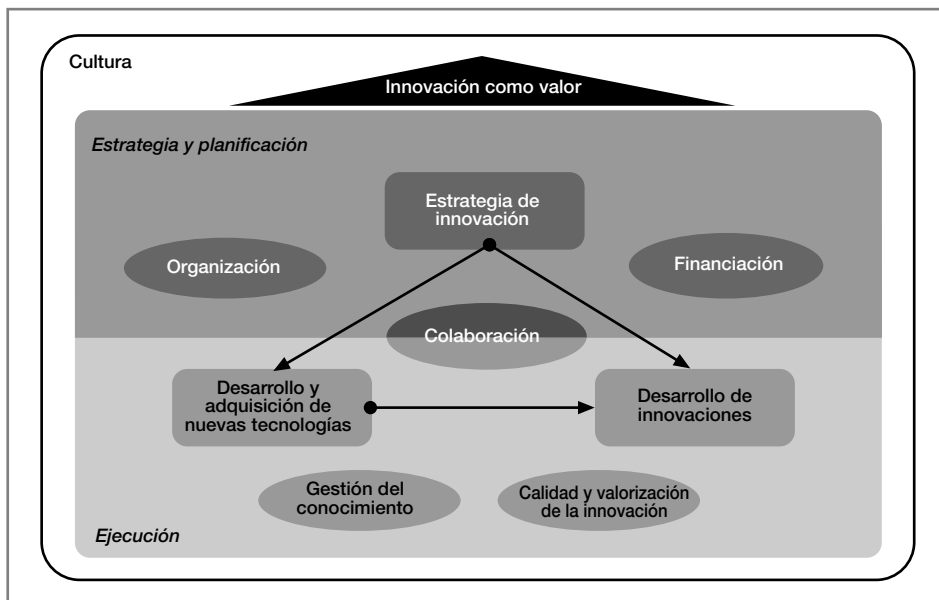 Cultura
Innovación como valor
Estrategia y planificación
Estrategia de
innovación
Organización
Financiación
Colaboración
Desarrollo y
adquisición de
nuevas tecnologías
Desarrollo de
innovaciones
Gestión del
conocimiento
Calidad y valorización
de la innovación
Ejecución